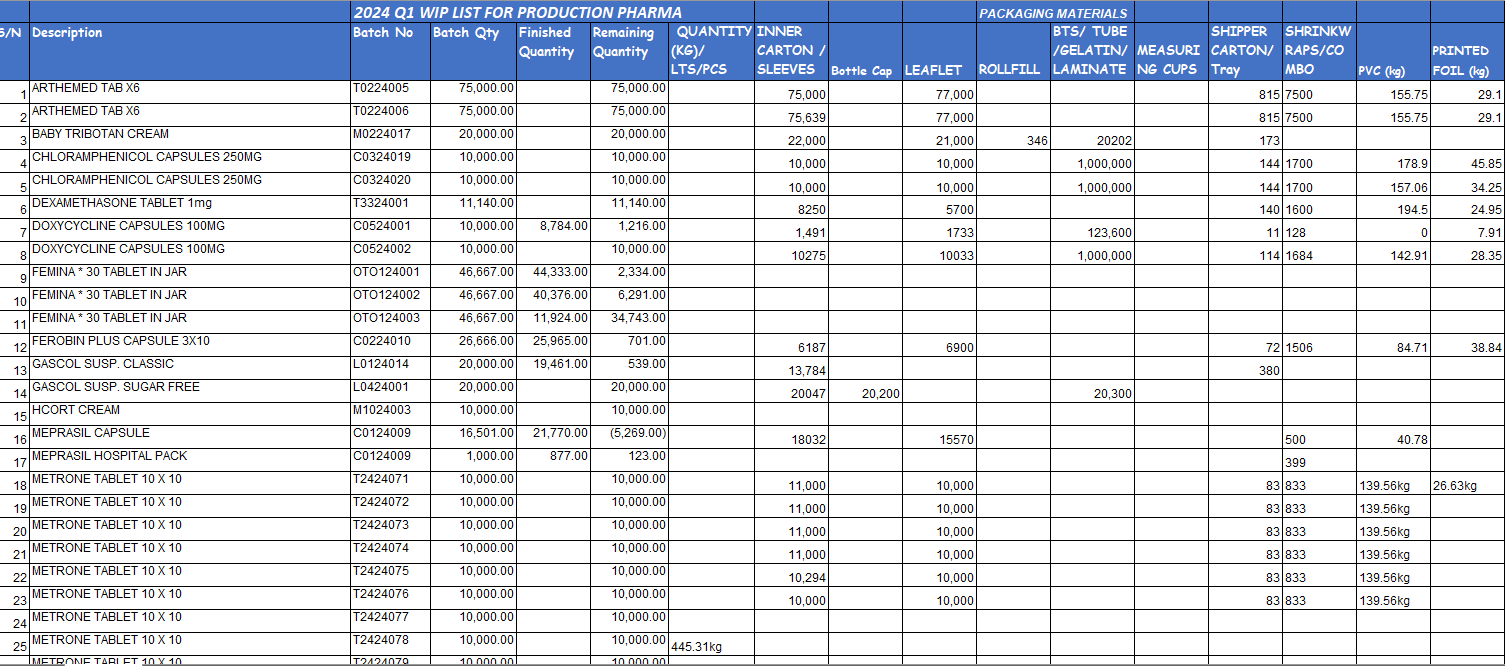 2024 Q1 WIP LIST FOR PRODUCTION PHARMA PACKAGING MATERIALS
S/N Description Batch No Batch Qty Finished Quantity Remaining Quantity QUANTITY (KG)/ LTS/PCS INNER CARTON / SLEEVES Bottle Cap LEAFLET ROLLFILL BTS/ TUBE /GELATIN/ LAMINATE MEASURI NG CUPS SHIPPER CARTON/ Tray SHRINKW RAPS/CO MBO PVC (kg) PRINTED FOIL (kg)
1 ARTHEMED TAB X6 T0224005 75,000.00 75,000.00 75,000 77,000 815 7500 155.75 29.1
2 ARTHEMED TAB X6 T0224006 75,000.00 75,000.00 75,639 77,000 815 7500 155.75 29.1
3 BABY TRIBOTAN CREAM M0224017 20,000.00 20,000.00 22,000 21,000 346 20202 173
4 CHLORAMPHENICOL CAPSULES 250MG C0324019 10,000.00 10,000.00 10,000 10,000 1,000,000 144 1700 178.9 45.85
5 CHLORAMPHENICOL CAPSULES 250MG C0324020 10,000.00 10,000.00 10,000 10,000 1,000,000 144 1700 157.06 34.25
6 DEXAMETHASONE TABLET 1mg T3324001 11,140.00 11,140.00 8250 5700 140 1600 194.5 24.95
7 DOXYCYCLINE CAPSULES 100MG C0524001 10,000.00 8,784.00 1,216.00 1,491 1733 123,600 11 128 0 7.91
8 DOXYCYCLINE CAPSULES 100MG C0524002 10,000.00 10,000.00 10275 10033 1,000,000 114 1684 142.91 28.35
9 FEMINA * 30 TABLET IN JAR OTO124001 46,667.00 44,333.00 2,334.00
10 FEMINA * 30 TABLET IN JAR OTO124002 46,667.00 40,376.00 6,291.00
11 FEMINA * 30 TABLET IN JAR OTO124003 46,667.00 11,924.00 34,743.00
12 FEROBIN PLUS CAPSULE 3X10 C0224010 26,666.00 25,965.00 701.00 6187 6900 72 1506 84.71 38.84
13 GASCOL SUSP. CLASSIC L0124014 20,000.00 19,461.00 539.00 13,784 380
14 GASCOL SUSP. SUGAR FREE L0424001 20,000.00 20,000.00 20047 20,200 20,300
15 HCORT CREAM M1024003 10,000.00 10,000.00
16 MEPRASIL CAPSULE C0124009 16,501.00 21,770.00 (5,269.00) 18032 15570 500 40.78
17 MEPRASIL HOSPITAL PACK C0124009 1,000.00 877.00 123.00 399
18 METRONE TABLET 10 X 10 T2424071 10,000.00 10,000.00 11,000 10,000 83 833 139.56kg 26.63kg
19 METRONE TABLET 10 X 10 T2424072 10,000.00 10,000.00 11,000 10,000 83 833 139.56kg
20 METRONE TABLET 10 X 10 T2424073 10,000.00 10,000.00 11,000 10,000 83 833 139.56kg
21 METRONE TABLET 10 X 10 T2424074 10,000.00 10,000.00 11,000 10,000 83 833 139.56kg
22 METRONE TABLET 10 X 10 T2424075 10,000.00 10,000.00 10,294 10,000 83 833 139.56kg
23 METRONE TABLET 10 X 10 T2424076 10,000.00 10,000.00 10,000 10,000 83 833 139.56kg
24 METRONE TABLET 10 X 10 T2424077 10,000.00 10,000.00
25 METRONE TABLET 10 X 10 T2424078 10,000.00 10,000.00 445.31kg
METRONE TABLET 10 X 10 T2424079 10,000.00 10,000.00